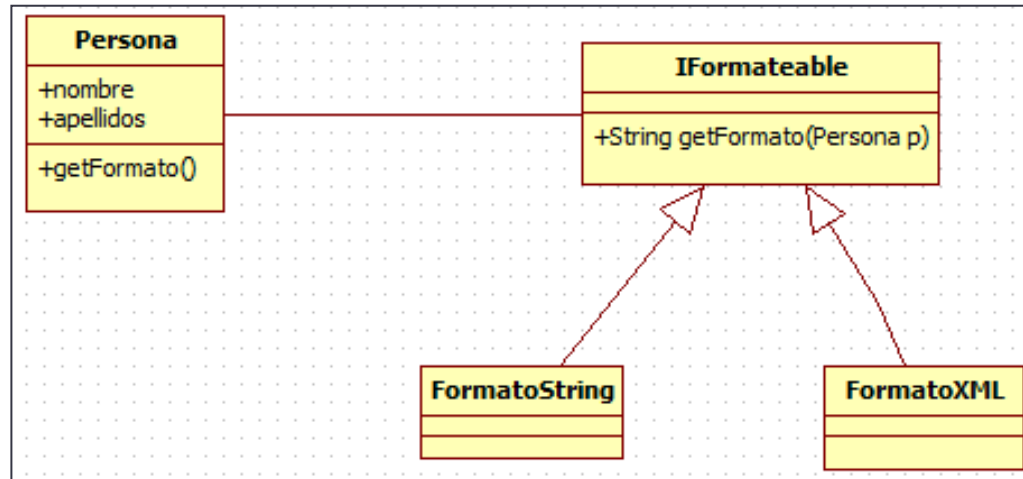 Persona
+nombre
+apellidos
+getFormato()
IFormateable
+String getFormato(Persona p)
FormatoString
FormatoXML